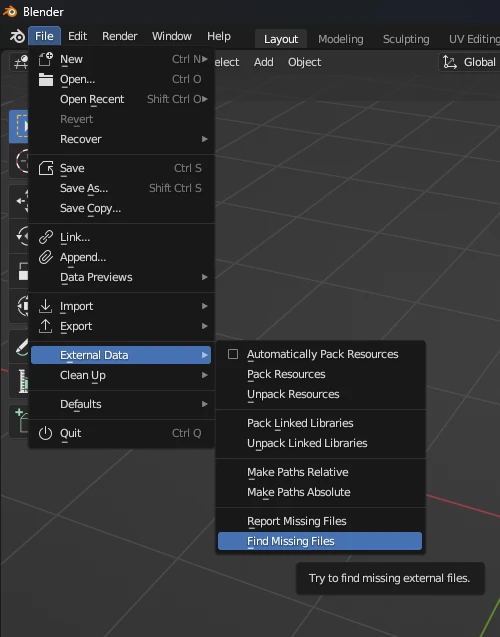 Blender
File Edit Render Window Help Layout Modeling Sculpting UV Editing
elect Add Object Global
New Ctrl N
Open... Ctrl O
Open Recent Shift Ctrl O
Revert
Recover
Save Ctrl S
Save As... Shift Ctrl S
Save Copy...
Link...
Append...
Data Previews
Import
Export
External Data
Clean Up
Defaults
Quit Ctrl Q
Automatically Pack Resources
Pack Resources
Unpack Resources
Pack Linked Libraries
Unpack Linked Libraries
Make Paths Relative
Make Paths Absolute
Report Missing Files
Find Missing Files
Try to find missing external files.